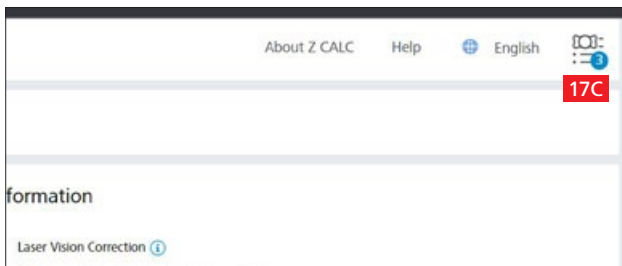 About Z CALC Help English 3
17C
formation
Laser Vision Correction i